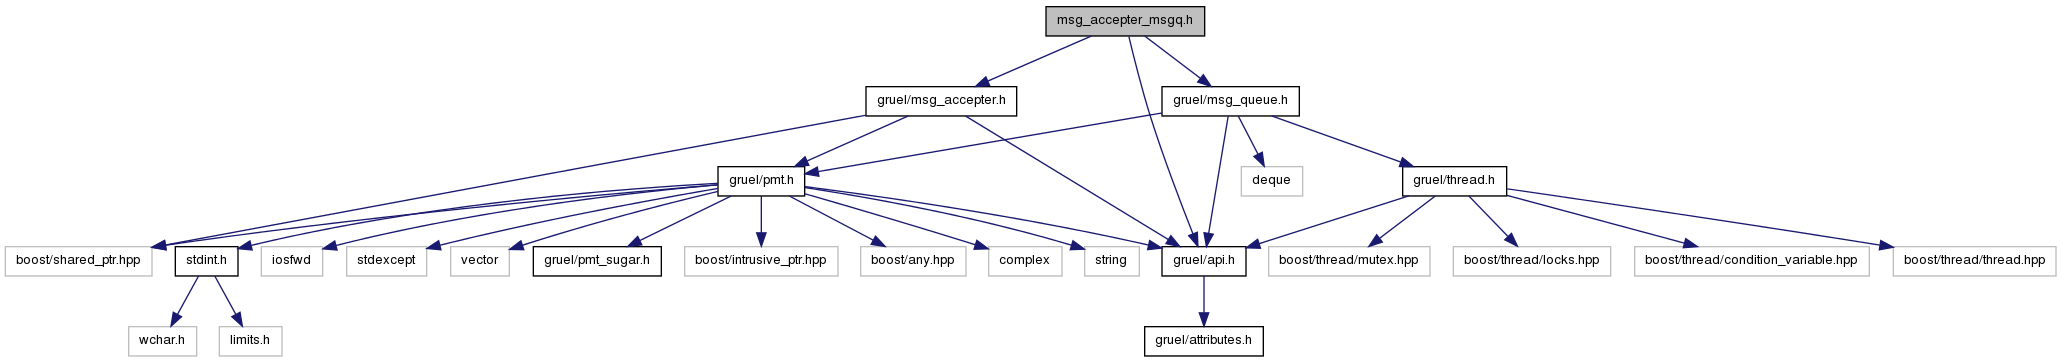 msg_accepter_msgq.h
gruel/msg_accepter.h
gruel/msg_queue.h
gruel/pmt.h
deque
gruel/thread.h
boost/shared_ptr.hpp
stdint.h
iosfwd
stdexcept
vector
gruel/pmt_sugar.h
boost/intrusive_ptr.hpp
boost/any.hpp
complex
string
gruel/api.h
boost/thread/mutex.hpp
boost/thread/locks.hpp
boost/thread/condition_variable.hpp
boost/thread/thread.hpp
wchar.h
limits.h
gruel/attributes.h